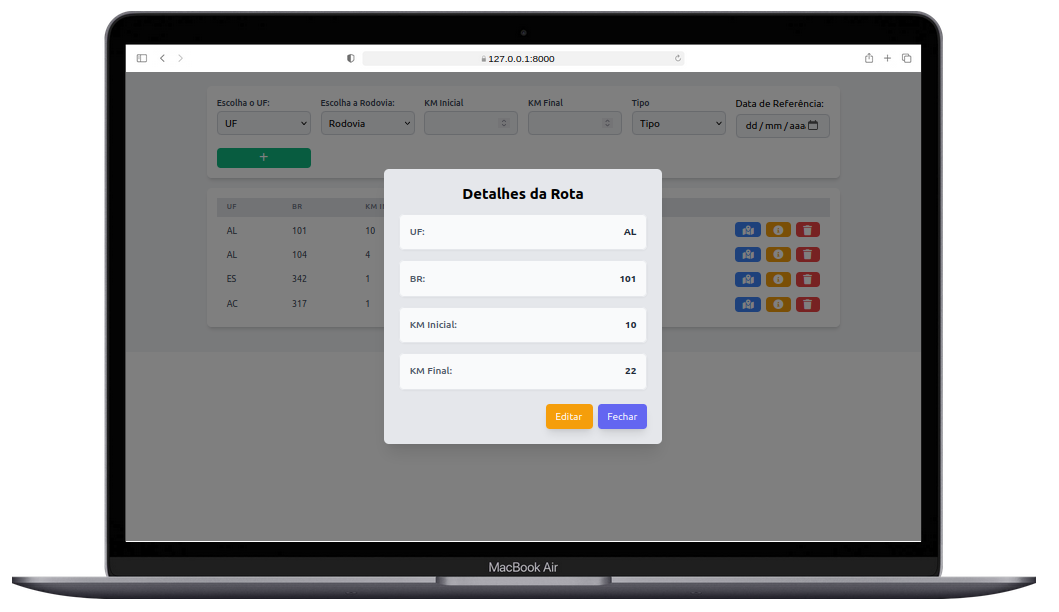 127.0.0.1:8000
Escolha o UF: Escolha a Rodovia: KM Inicial KM Final Tipo Data de Referência:
UF Rodovia Tipo dd / mm / aaa
+
Detalhes da Rota
UF BR KM II
UF: AL
AL 101 10
AL 104 4
BR: 101
ES 342 1
AC 317 1
KM Inicial: 10
KM Final: 22
Editar Fechar
MacBook Air